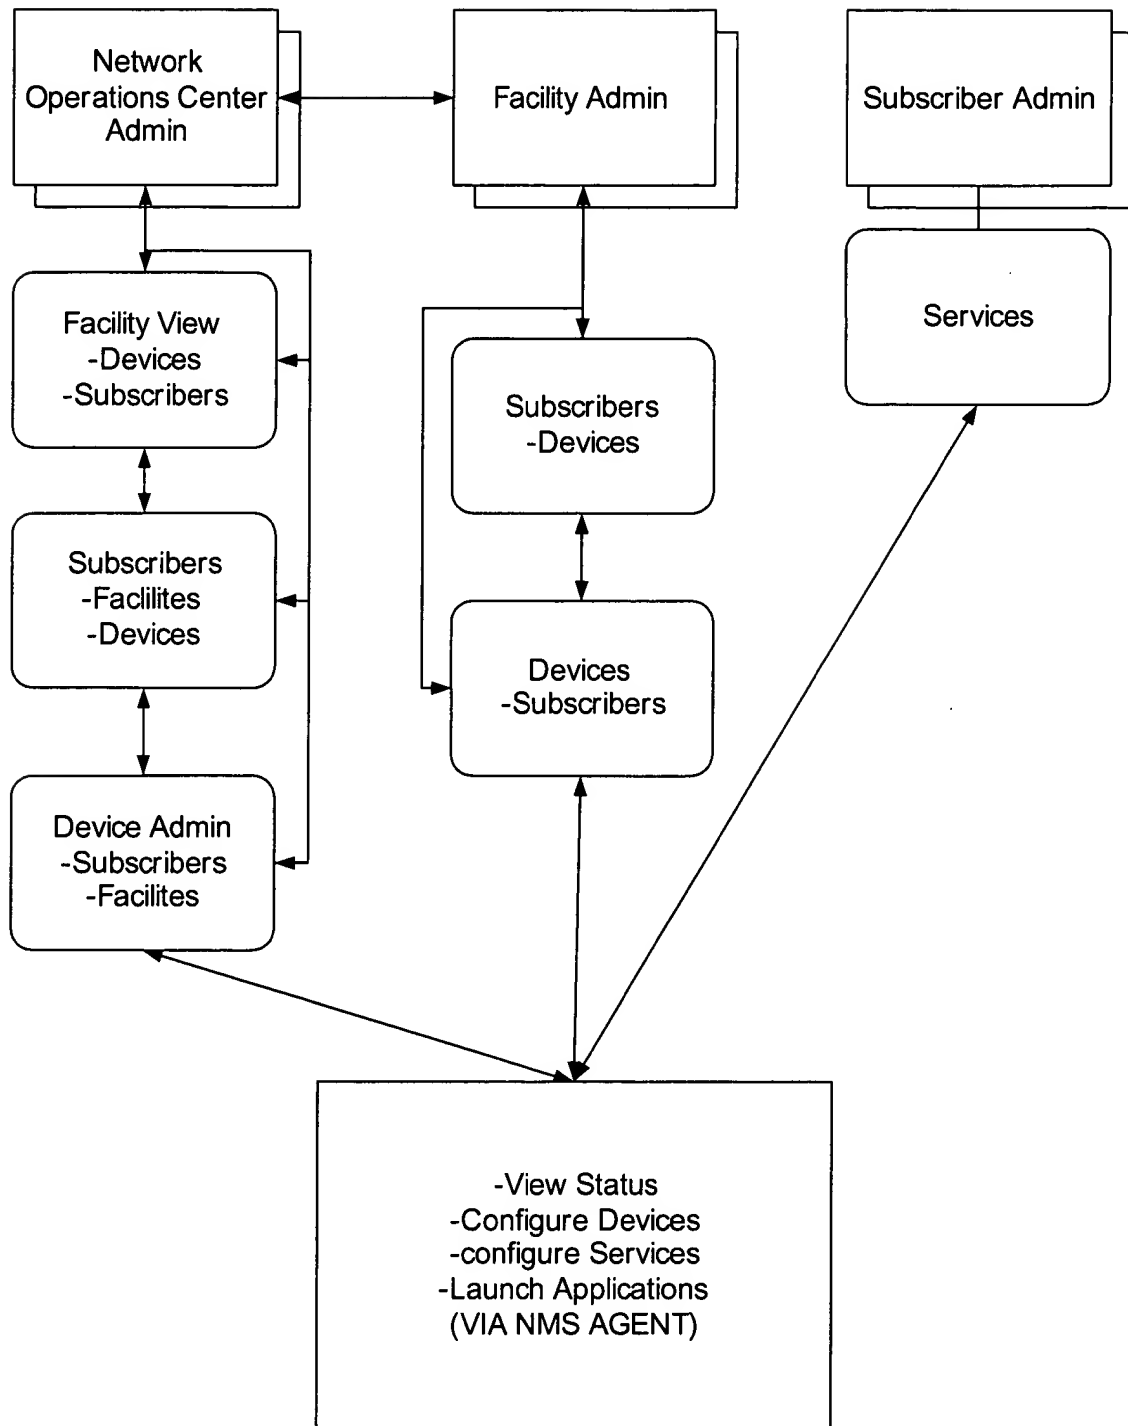 Network
Operations Center
Admin
Facility Admin
Subscriber Admin
Facility View
-Devices
-Subscribers
Services
Subscribers
-Devices
Subscribers
-Faclilites
-Devices
Devices
-Subscribers
Device Admin
-Subscribers
-Facilites
-View Status
-Configure Devices
-configure Services
-Launch Applications
(VIA NMS AGENT)